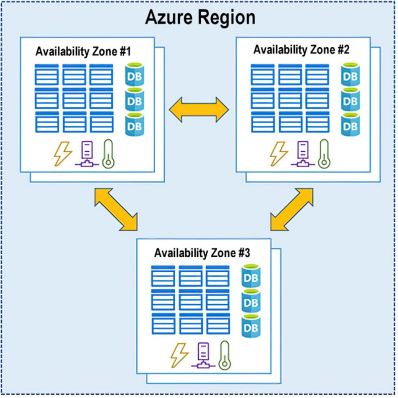 Azure Region
Availability Zone #1
DB
DB
DB
Availability Zone #2
DB
DB
DB
Availability Zone #3
DB
DB
DB